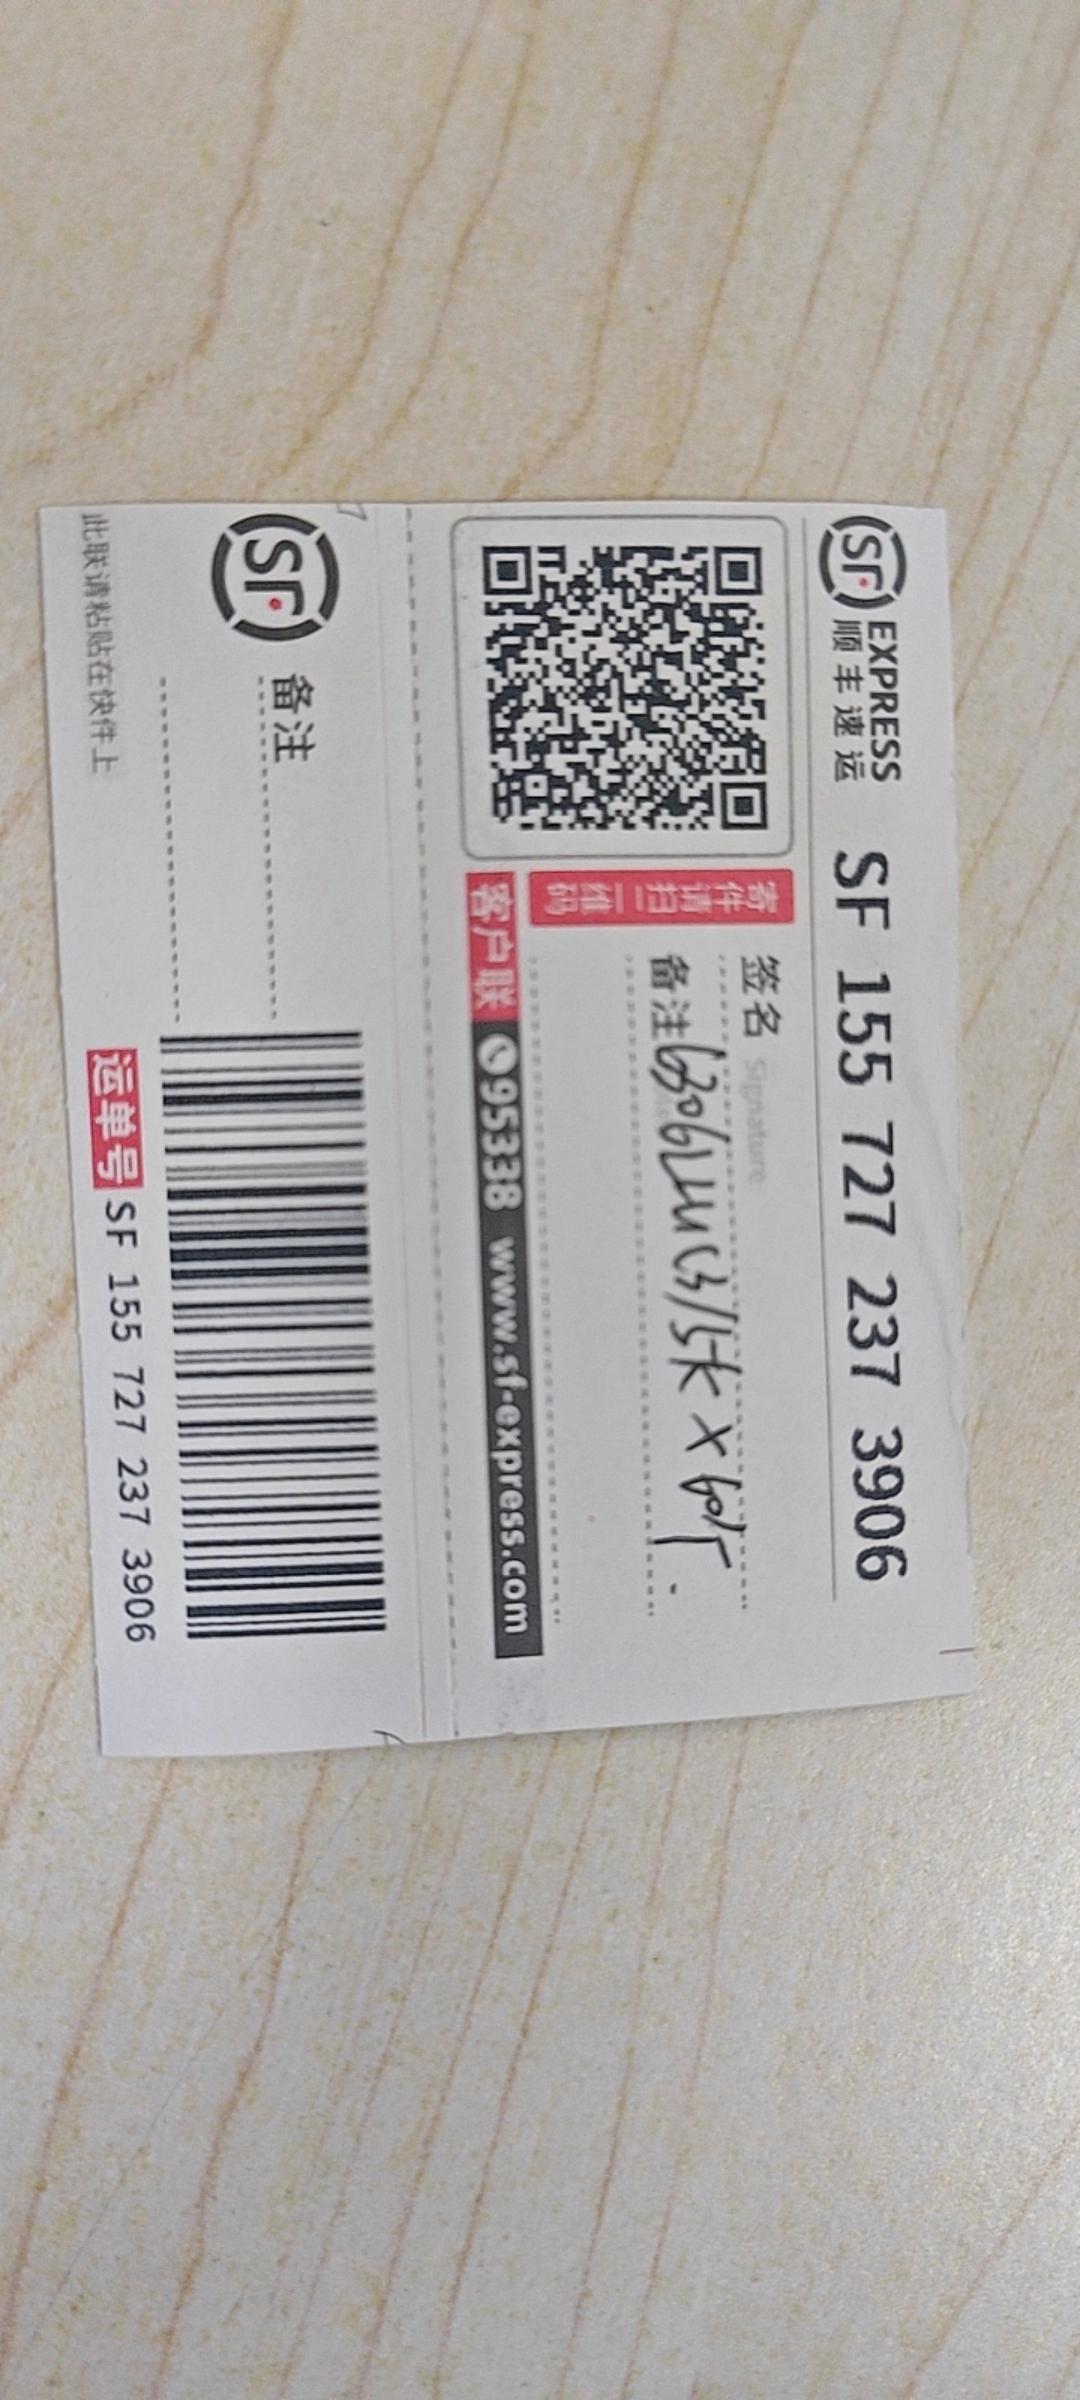 SF EXPRESS
顺丰速运
SF 155 727 237 3906
寄件请扫二维码
签名 Signature
备注
客户联 95338 www.sf-express.com
SF 备注
此联请粘贴在快件上
运单号 SF 155 727 237 3906